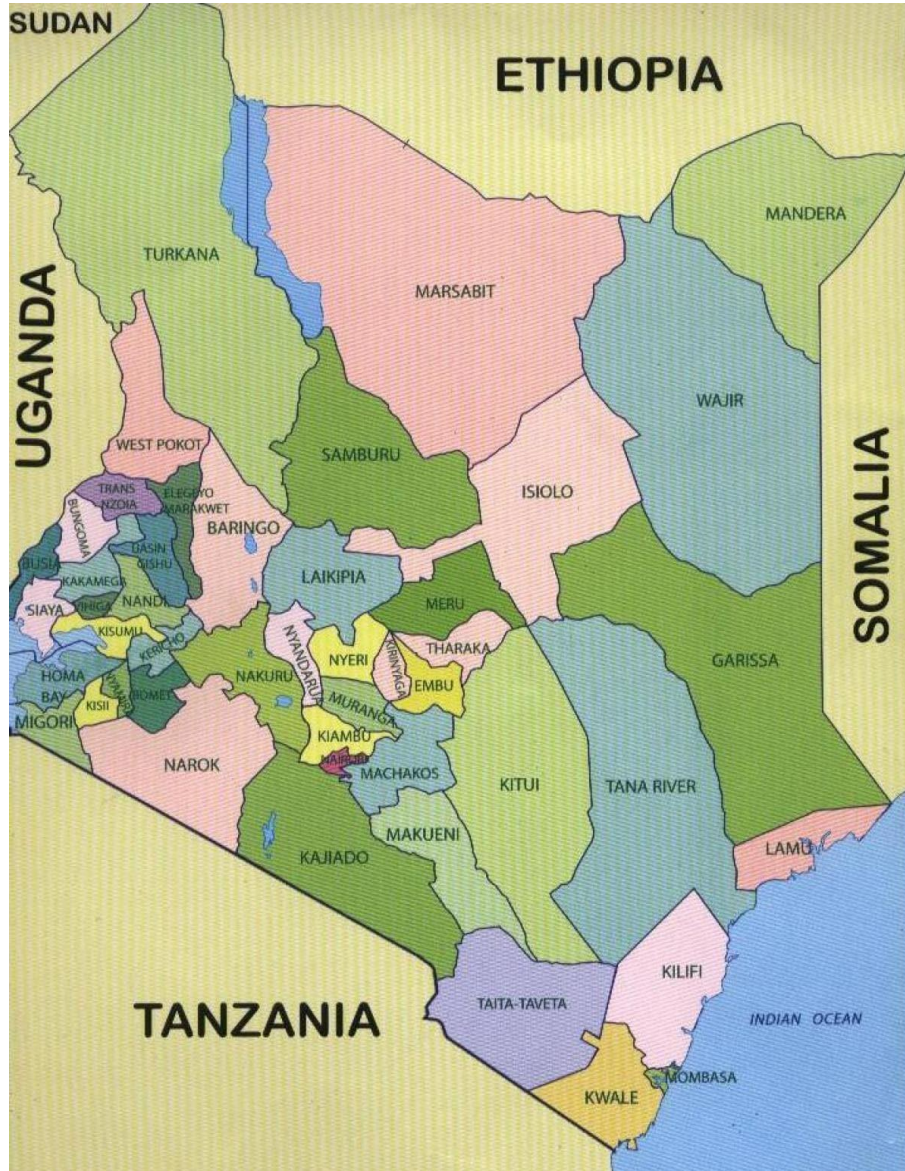 SUDAN
ETHIOPIA
MANDERA
TURKANA
MARSABIT
UGANDA
WAJIR
WEST POKOT
SAMBURU
SOMALIA
ISIOLO
TRANS
NZOIA
ELEGEYO
MARAKWET
BUNGOMA
BARINGO
UASIN
GISHU
BUSIA
KAKAMEGA
LAIKIPIA
NANDI
VIHIGA
SIAYA
MERU
KISUMU
KERICHO
NYANDARUA
NYERI
KIRINYAGA
THARAKA
GARISSA
HOMA
BAY
NAKURU
EMBU
KISII
BOMET
MURANGA
MIGORI
KIAMBU
NAIROBI
NAROK
MACHAKOS
KITUI
TANA RIVER
MAKUENI
KAJIADO
LAMU
KILIFI
TAITA-TAVETA
TANZANIA
INDIAN OCEAN
MOMBASA
KWALE